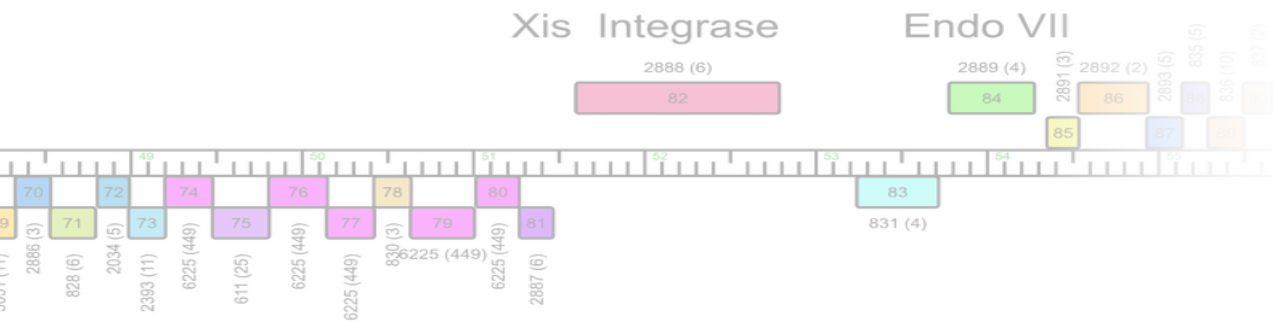 Xis Integrase Endo VII
2888 (6) 2889 (4) 2891 (3) 2892 (2) 2893 (5) 835 (5) 836 (10)
82 84 86
85 87
49 50 51 52 53 54 55
70 72 74 76 78 80 83
9 71 73 75 77 79 81
2886 (3) 828 (6) 2034 (5) 2393 (11) 6225 (449) 611 (25) 6225 (449) 6225 (449) 830 (3) 6225 (449) 6225 (449) 2887 (6) 831 (4)